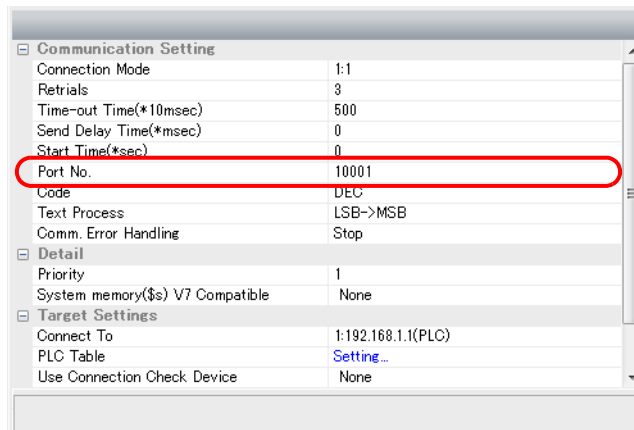 Communication Setting
Connection Mode 1:1
Retrials 3
Time-out Time(*10msec) 500
Send Delay Time(*msec) 0
Start Time(*sec) 0
Port No. 10001
Code DEC
Text Process LSB->MSB
Comm. Error Handling Stop
Detail
Priority 1
System memory($s) V7 Compatible None
Target Settings
Connect To 1:192.168.1.1(PLC)
PLC Table Setting...
Use Connection Check Device None